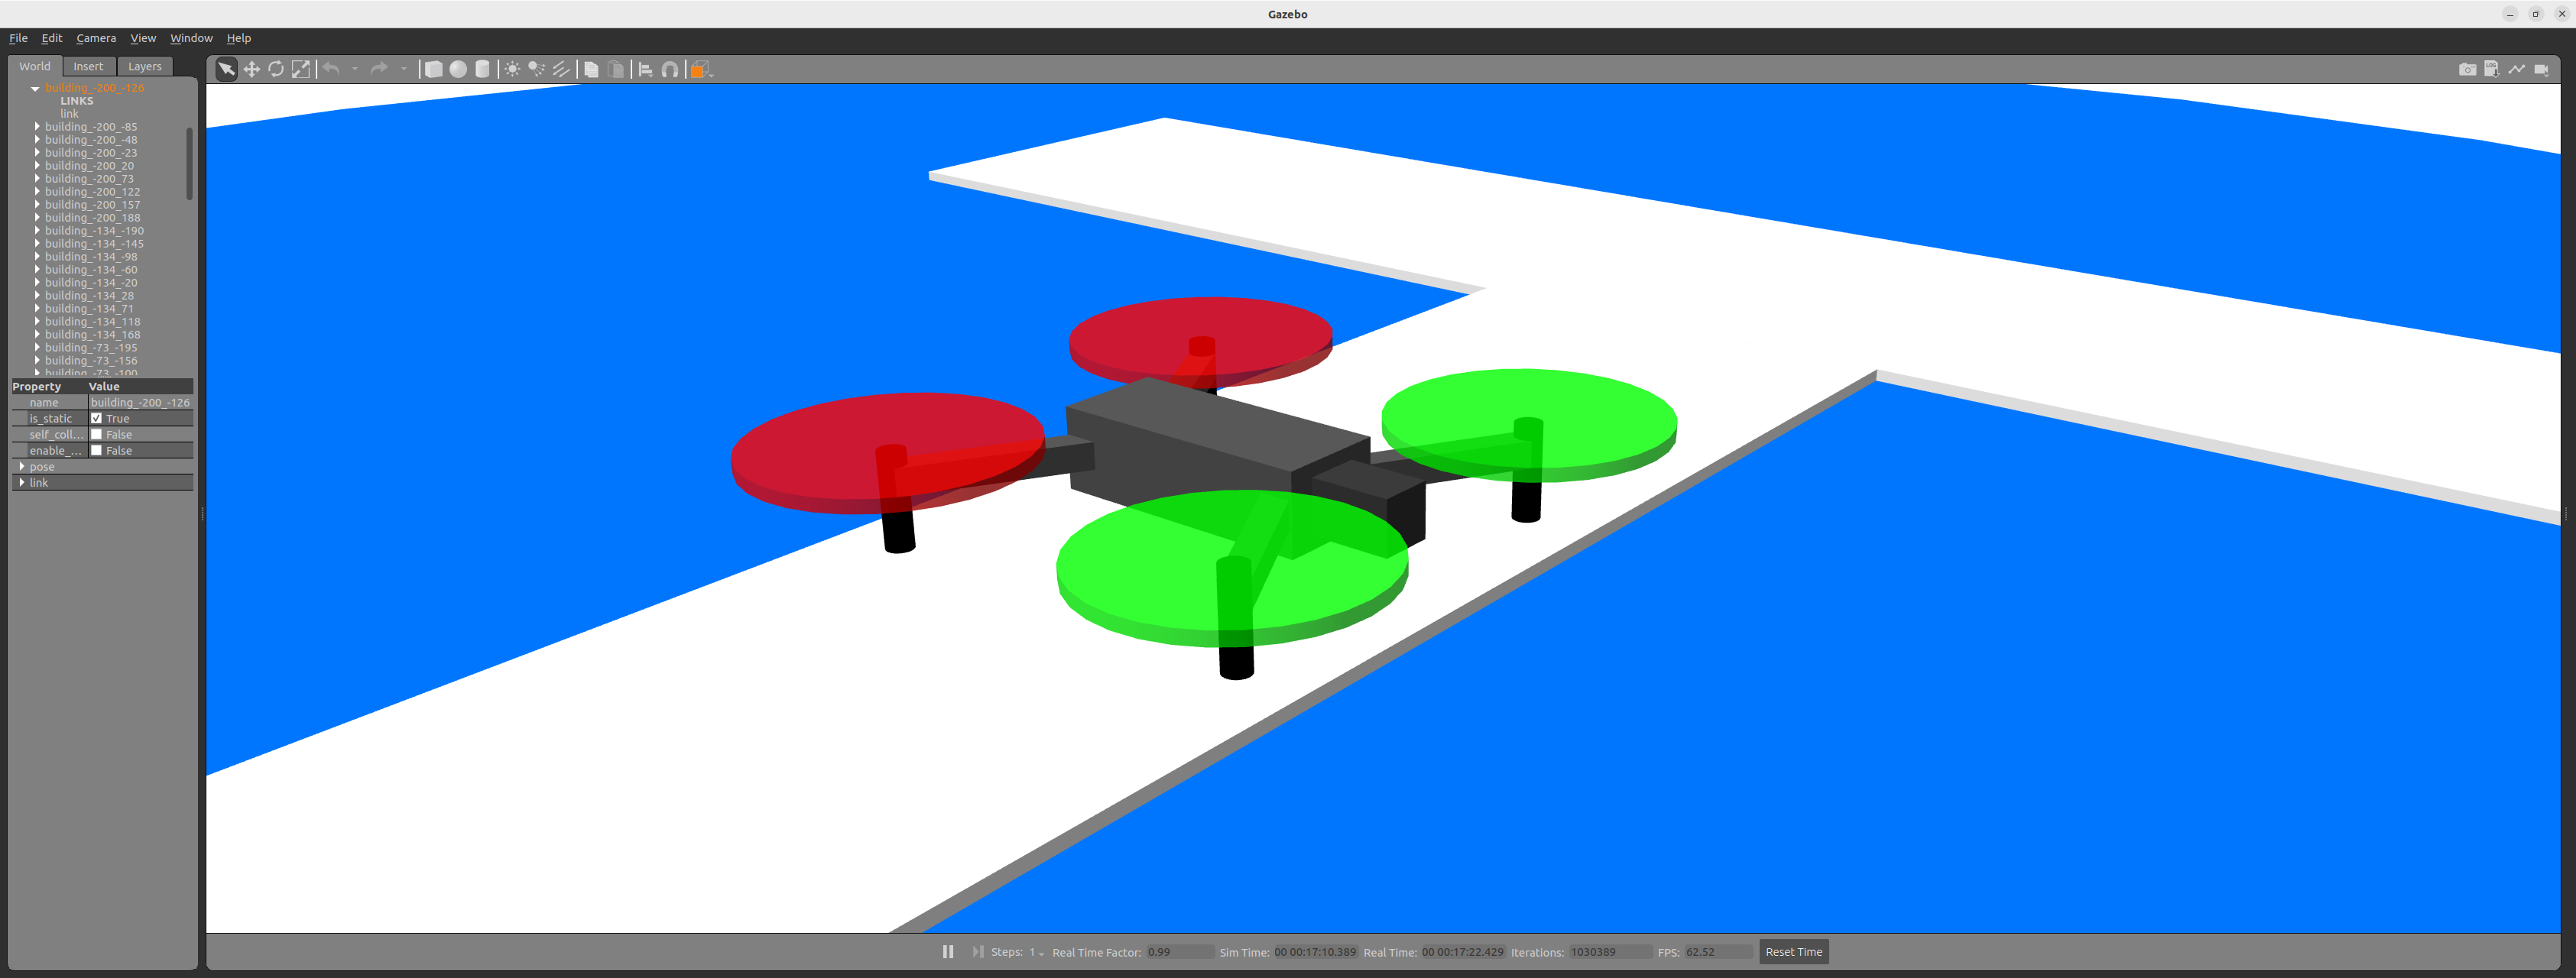 Gazebo
File Edit Camera View Window Help
World Insert Layers
building_-200_-126
LINKS
link
building_-200_-85
building_-200_-48
building_-200_-23
building_-200_20
building_-200_73
building_-200_122
building_-200_157
building_-200_188
building_-134_-190
building_-134_-145
building_-134_-98
building_-134_-60
building_-134_-20
building_-134_28
building_-134_71
building_-134_118
building_-134_168
building_-73_-195
building_-73_-156
building_-73_-100
Property Value
name building_-200_-126
is_static True
self_coll... False
enable_... False
pose
link
LOG
Steps: 1 Real Time Factor: 0.99 Sim Time: 00 00:17:10.389 Real Time: 00 00:17:22.429 Iterations: 1030389 FPS: 62.52 Reset Time